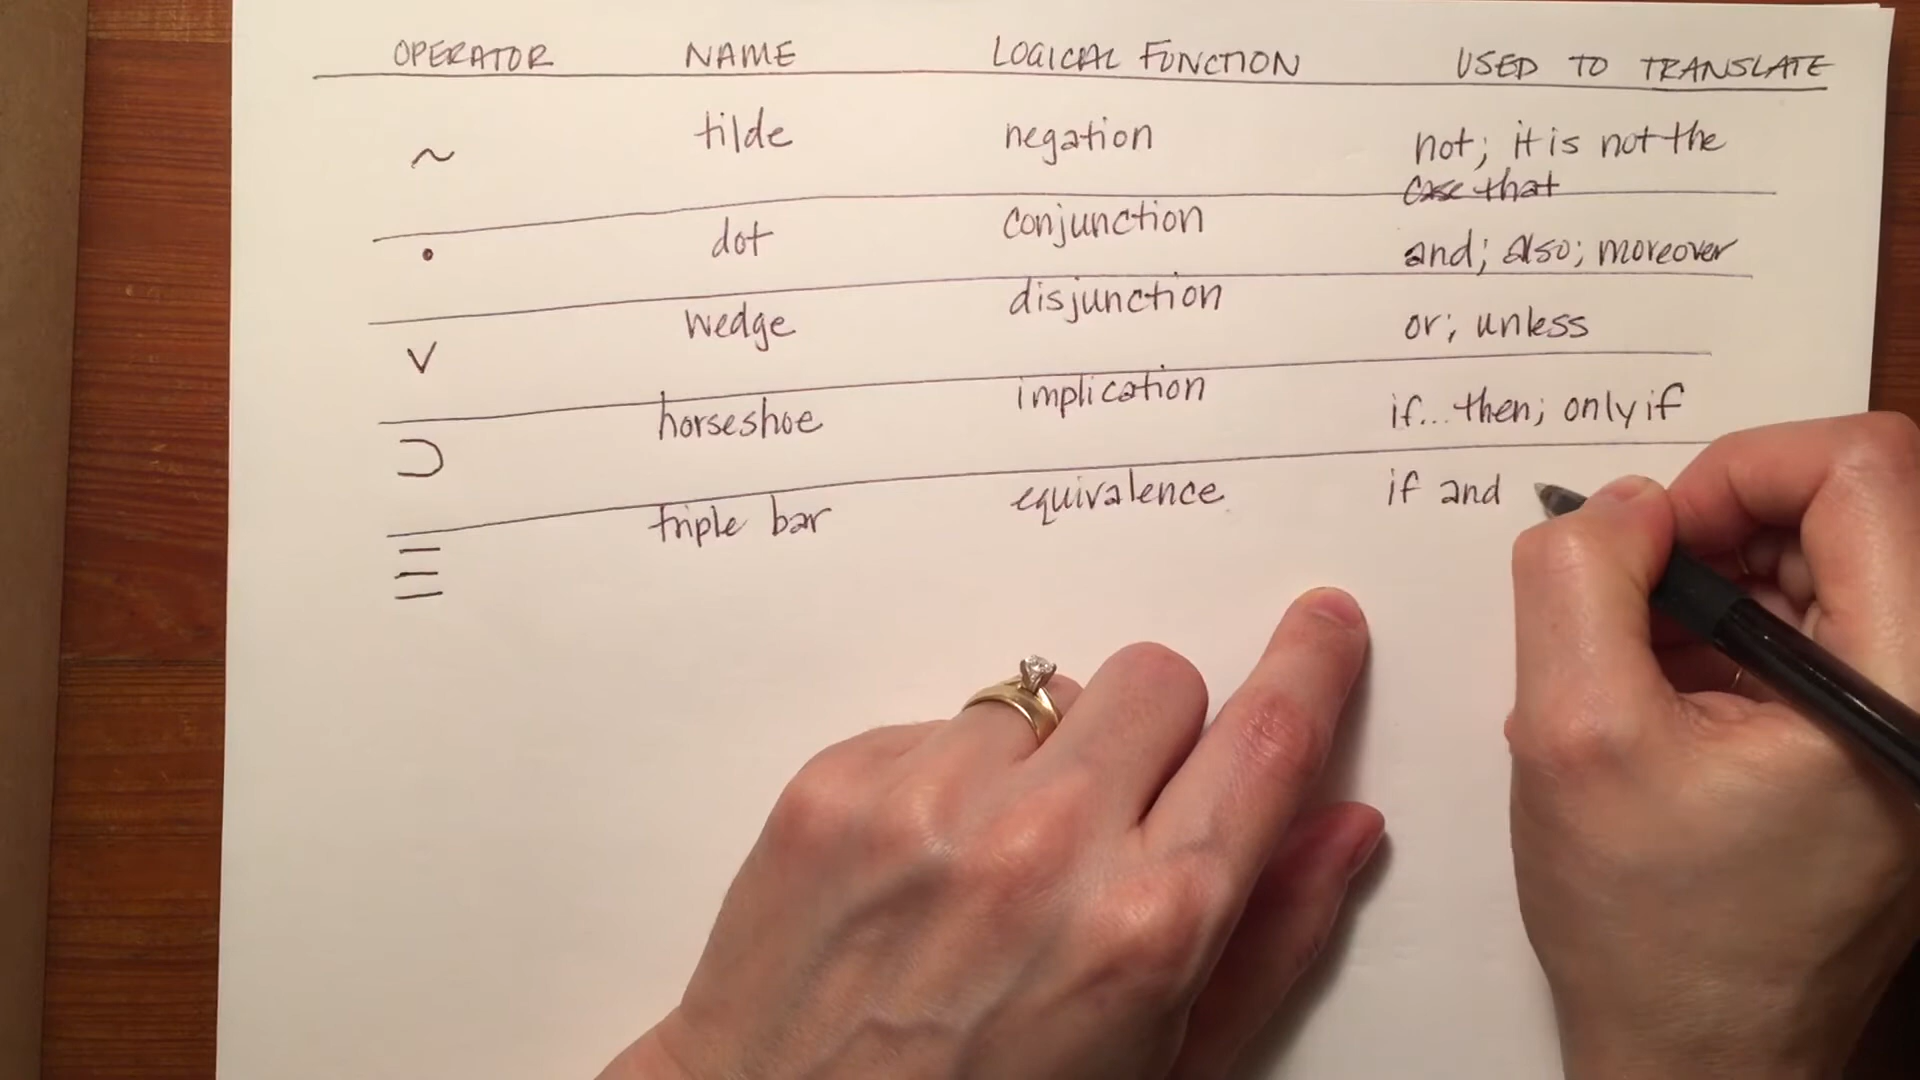 OPERATOR NAME LOGICAL FUNCTION USED TO TRANSLATE
~ tilde negation not; it is not the
case that
• dot conjunction and; also; moreover
v wedge disjunction or; unless
⊃ horseshoe implication if...then; only if
≡ triple bar equivalence if and